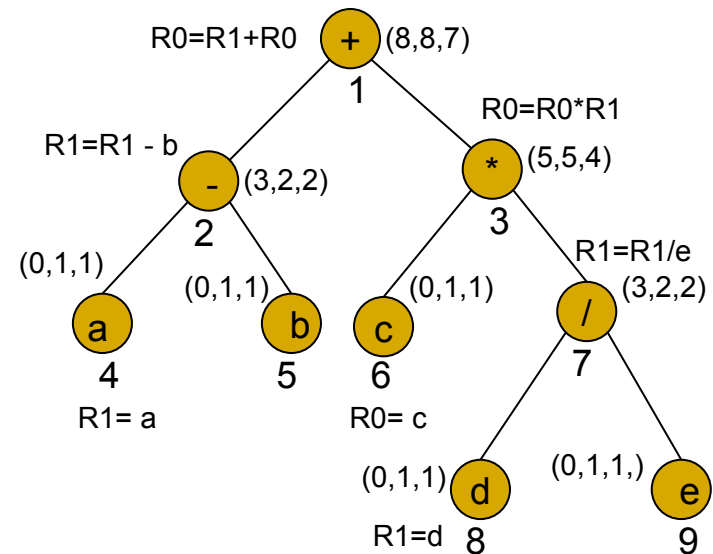 R0=R1+R0 + (8,8,7)
1
R0=R0*R1
R1=R1 - b - (3,2,2) * (5,5,4)
2 3
R1=R1/e
(0,1,1) (0,1,1) (0,1,1) (3,2,2)
a b c /
4 5 6 7
R1= a R0= c
(0,1,1) d (0,1,1,) e
R1=d 8 9